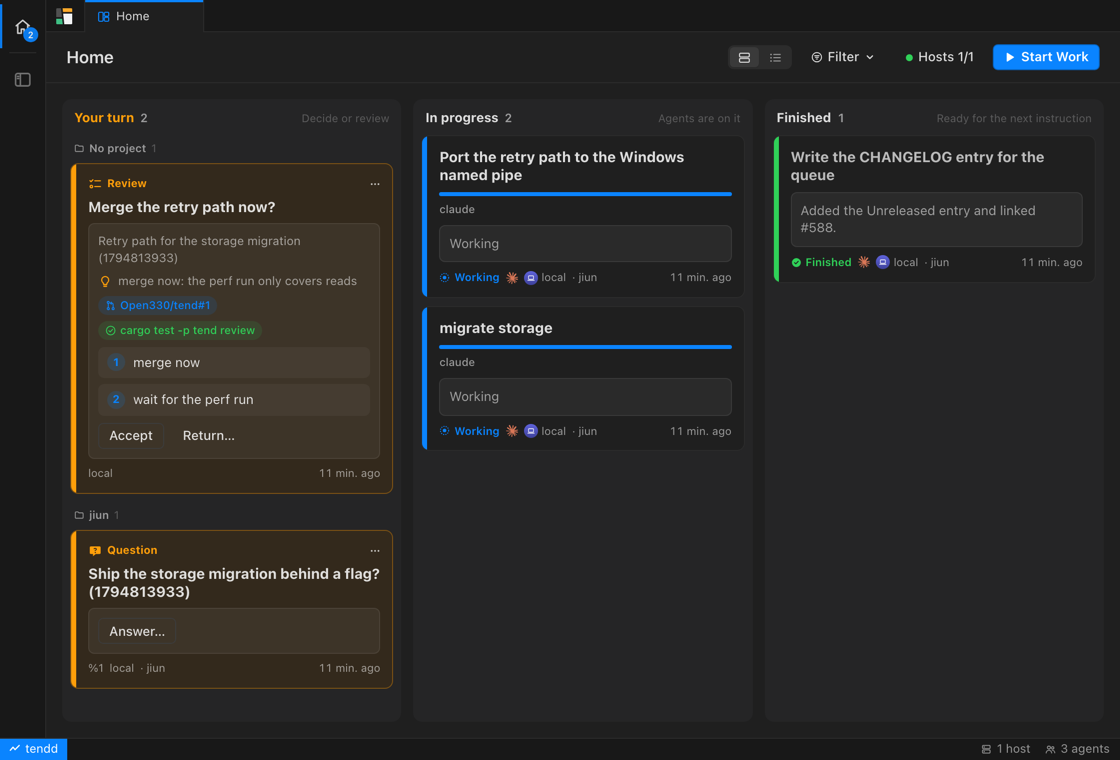 2
Home
Home
Filter
Hosts 1/1
Start Work
Your turn 2
Decide or review
No project 1
Review
...
Merge the retry path now?
Retry path for the storage migration
(1794813933)
merge now: the perf run only covers reads
Open330/tend#1
cargo test -p tend review
1 merge now
2 wait for the perf run
Accept
Return...
local
11 min. ago
jiun 1
Question
...
Ship the storage migration behind a flag?
(1794813933)
Answer...
%1 local · jiun
11 min. ago
In progress 2
Agents are on it
Port the retry path to the Windows
named pipe
claude
Working
Working local · jiun
11 min. ago
migrate storage
claude
Working
Working local · jiun
11 min. ago
Finished 1
Ready for the next instruction
Write the CHANGELOG entry for the
queue
Added the Unreleased entry and linked
#588.
Finished local · jiun
11 min. ago
tendd
1 host
3 agents